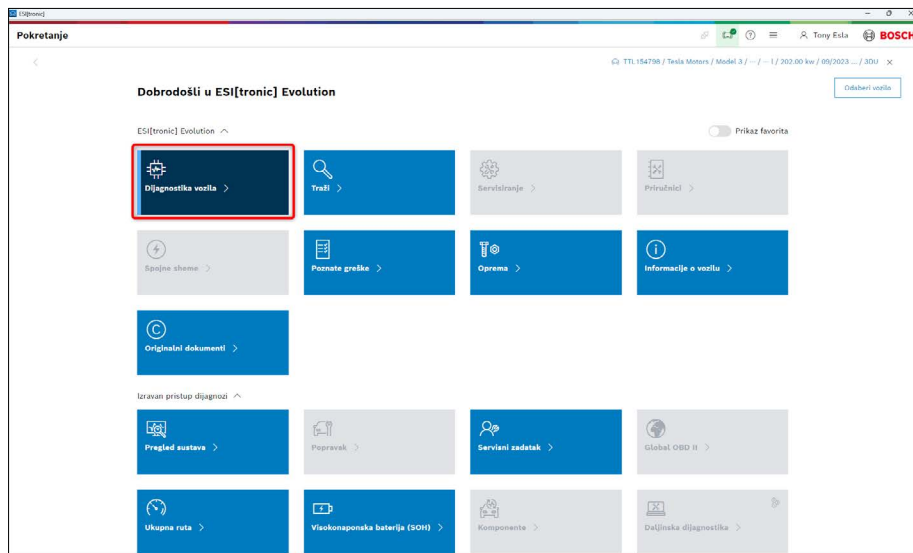 ESI[tronic]
Pokretanje
Tony Esla
BOSCH
TTL154798 / Tesla Motors / Model 3 / -- / -- l / 202.00 kw / 09/2023 ... / 3DU
Dobrodošli u ESI[tronic] Evolution
Odaberi vozilo
ESI[tronic] Evolution
Prikaz favorita
Dijagnostika vozila
Traži
Servisiranje
Priručnici
Spojne sheme
Poznate greške
Oprema
Informacije o vozilu
Originalni dokumenti
Izravan pristup dijagnozi
Pregled sustava
Popravak
Servisni zadatak
Global OBD II
Ukupna ruta
Visokonaponska baterija (SOH)
Komponente
Daljinska dijagnostika